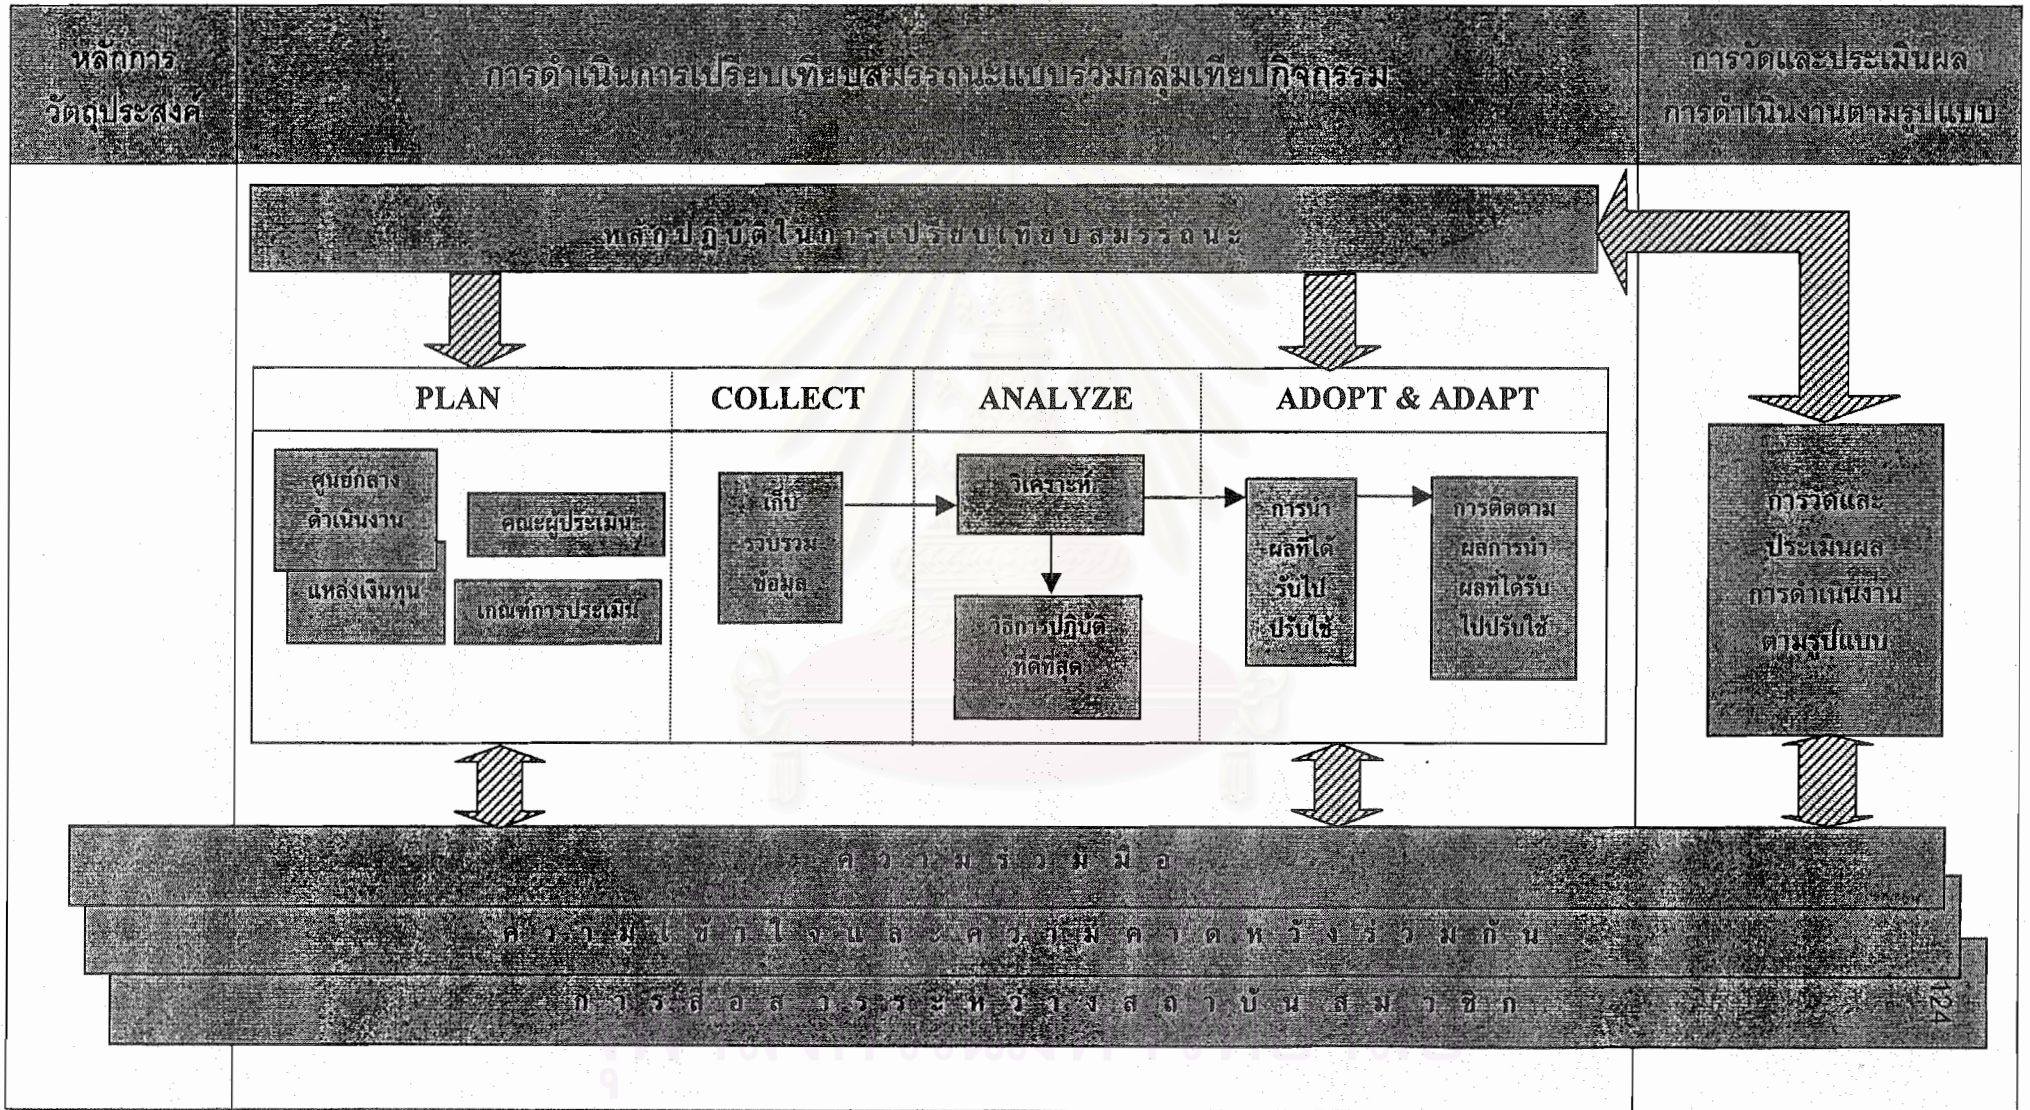 หลักการ
วัตถุประสงค์
การดำเนินการเปรียบเทียบสมรรถนะแบบร่วมกลุ่มเทียบกิจกรรม
การวัดและประเมินผล
การดำเนินงานตามรูปแบบ
หลักปฏิบัติในการเปรียบเทียบสมรรถนะ
PLAN
COLLECT
ANALYZE
ADOPT & ADAPT
ศูนย์กลาง
ดำเนินงาน
แหล่งเงินทุน
คณะผู้ประเมิน
เกณฑ์การประเมิน
เก็บ
รวบรวม
ข้อมูล
วิเคราะห์
วิธีการปฏิบัติ
ที่ดีที่สุด
การนำ
ผลที่ได้
รับไป
ปรับใช้
การติดตาม
ผลการนำ
ผลที่ได้รับ
ไปปรับใช้
การวัดและ
ประเมินผล
การดำเนินงาน
ตามรูปแบบ
ความร่วมมือ
ความเข้าใจและความคาดหวังร่วมกัน
การสื่อสารระหว่างสถาบันสมาชิก
124